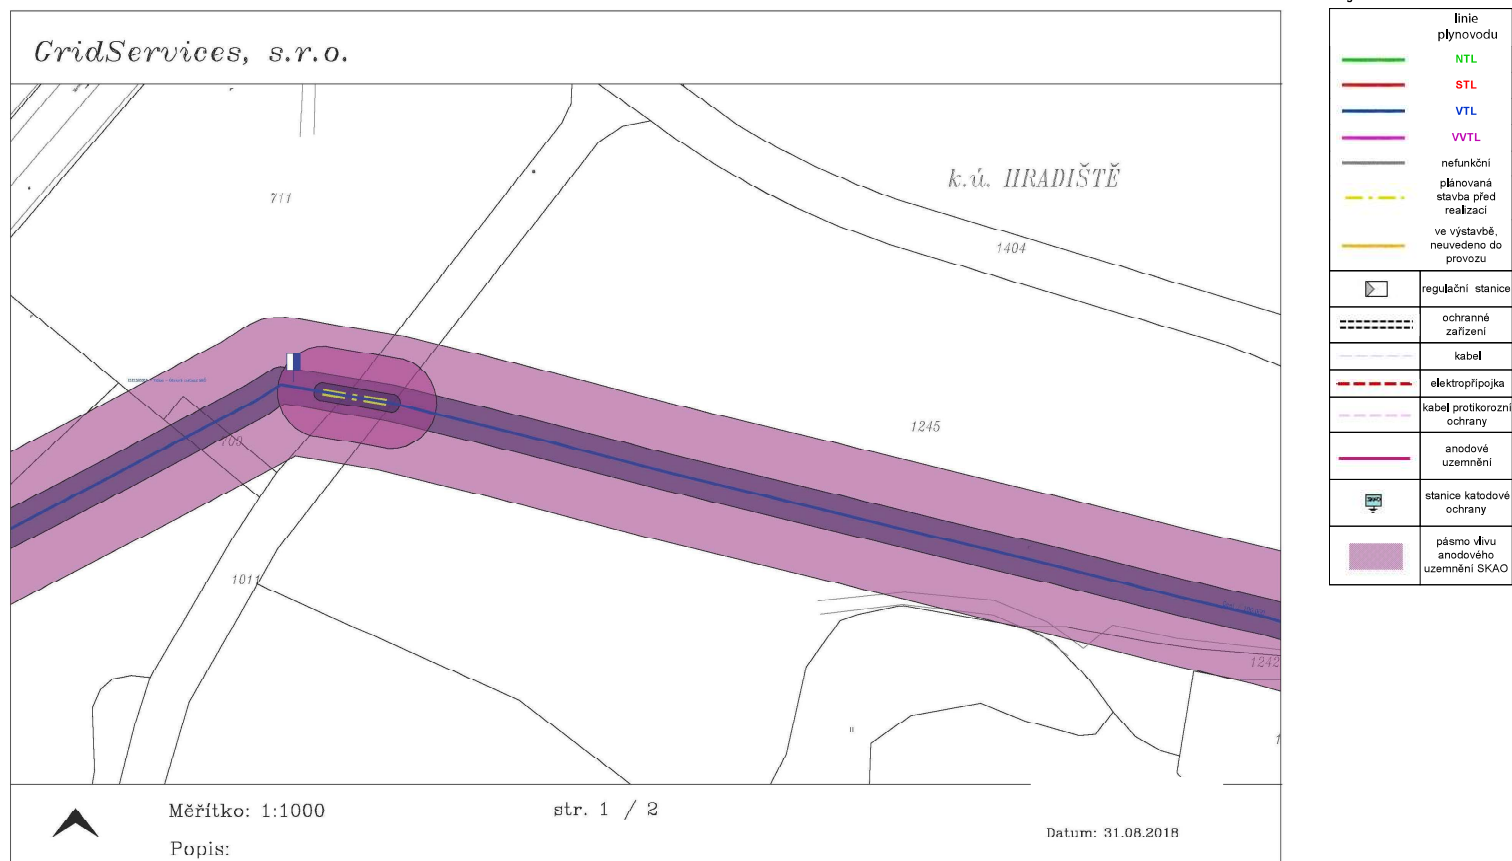 GridServices, s.r.o.
711
k.ú. HRADIŠTĚ
1404
1245
700
1011
1242
Měřítko: 1:1000
str. 1 / 2
Popis:
Datum: 31.08.2018
linie
plynovodu
NTL
STL
VTL
VVTL
nefunkční
plánovaná
stavba před
realizací
ve výstavbě,
neuvedeno do
provozu
regulační stanice
ochranné
zařízení
kabel
elektropřípojka
kabel protikorozní
ochrany
anodové
uzemnění
SKAO
stanice katodové
ochrany
pásmo vlivu
anodového
uzemnění SKAO